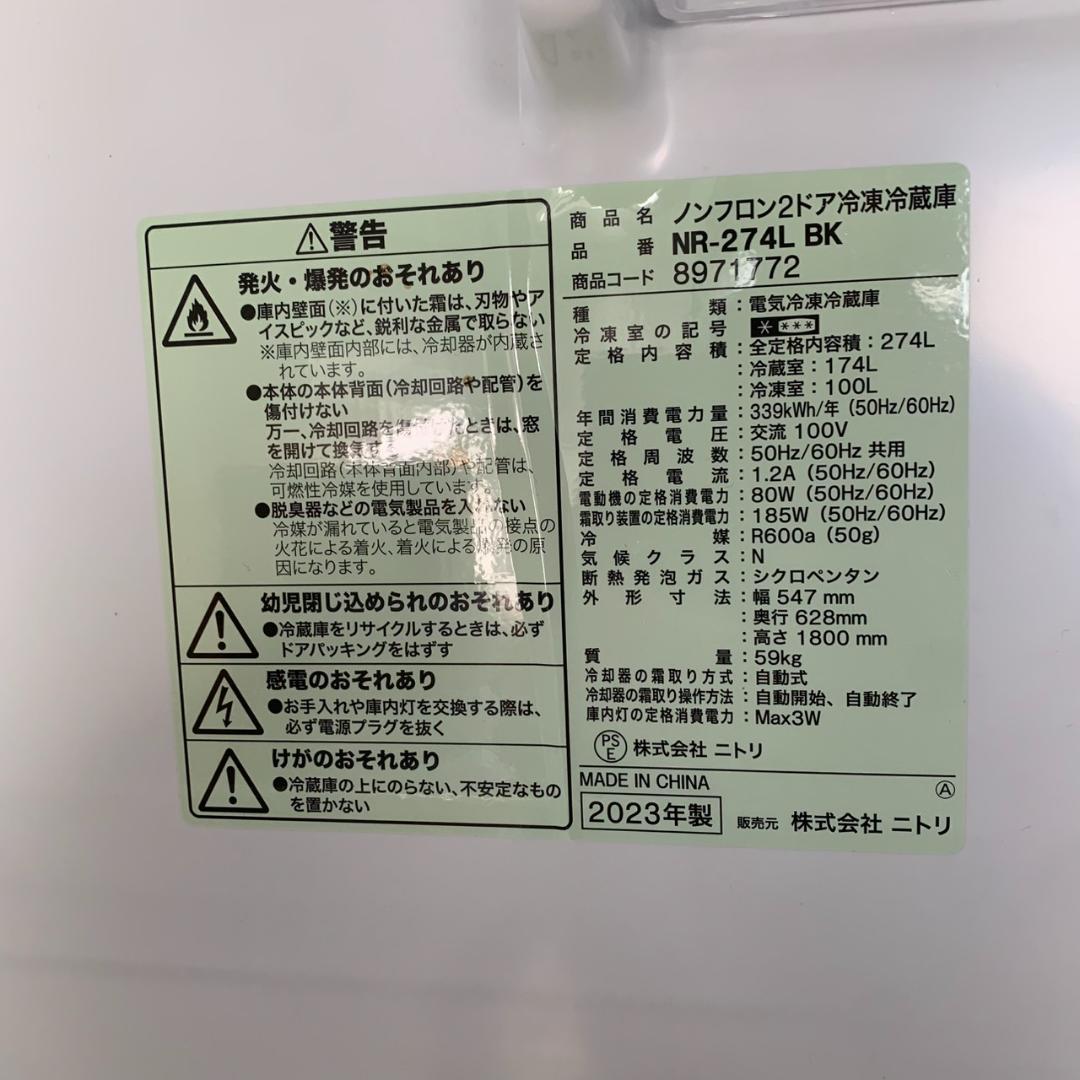 ⚠警告
発火・爆発のおそれあり
●庫内壁面(※)に付いた霜は、刃物やア
イスピックなど、鋭利な金属で取らない
※庫内壁面内部には、冷却器が内蔵さ
れています。
●本体の本体背面(冷却回路や配管)を
傷付けない
万一、冷却回路を傷付けたときは、窓
を開けて換気する
冷却回路(本体背面内部)や配管は、
可燃性冷媒を使用しています。
●脱臭器などの電気製品を入れない
冷媒が漏れていると電気製品の接点の
火花による着火、着火による爆発の原
因になります。
幼児閉じ込められのおそれあり
●冷蔵庫をリサイクルするときは、必ず
ドアパッキングをはずす
感電のおそれあり
●お手入れや庫内灯を交換する際は、
必ず電源プラグを抜く
けがのおそれあり
●冷蔵庫の上にのらない、不安定なもの
を置かない
商品名 ノンフロン2ドア冷凍冷蔵庫
品番 NR-274L BK
商品コード 8971772
種類:電気冷凍冷蔵庫
冷凍室の記号 * ***
定格内容積:全定格内容積:274L
:冷蔵室:174L
:冷凍室:100L
年間消費電力量:339kWh/年(50Hz/60Hz)
定格電圧:交流 100V
定格周波数:50Hz/60Hz 共用
定格電流:1.2A(50Hz/60Hz)
電動機の定格消費電力:80W(50Hz/60Hz)
霜取り装置の定格消費電力:185W(50Hz/60Hz)
冷媒:R600a(50g)
気候クラス:N
断熱発泡ガス:シクロペンタン
外形寸法:幅 547 mm
:奥行 628mm
:高さ 1800 mm
質量:59kg
冷却器の霜取り方式:自動式
冷却器の霜取り操作方法:自動開始、自動終了
庫内灯の定格消費電力:Max3W
PSE 株式会社 ニトリ
MADE IN CHINA Ⓐ
2023年製 販売元 株式会社 ニトリ